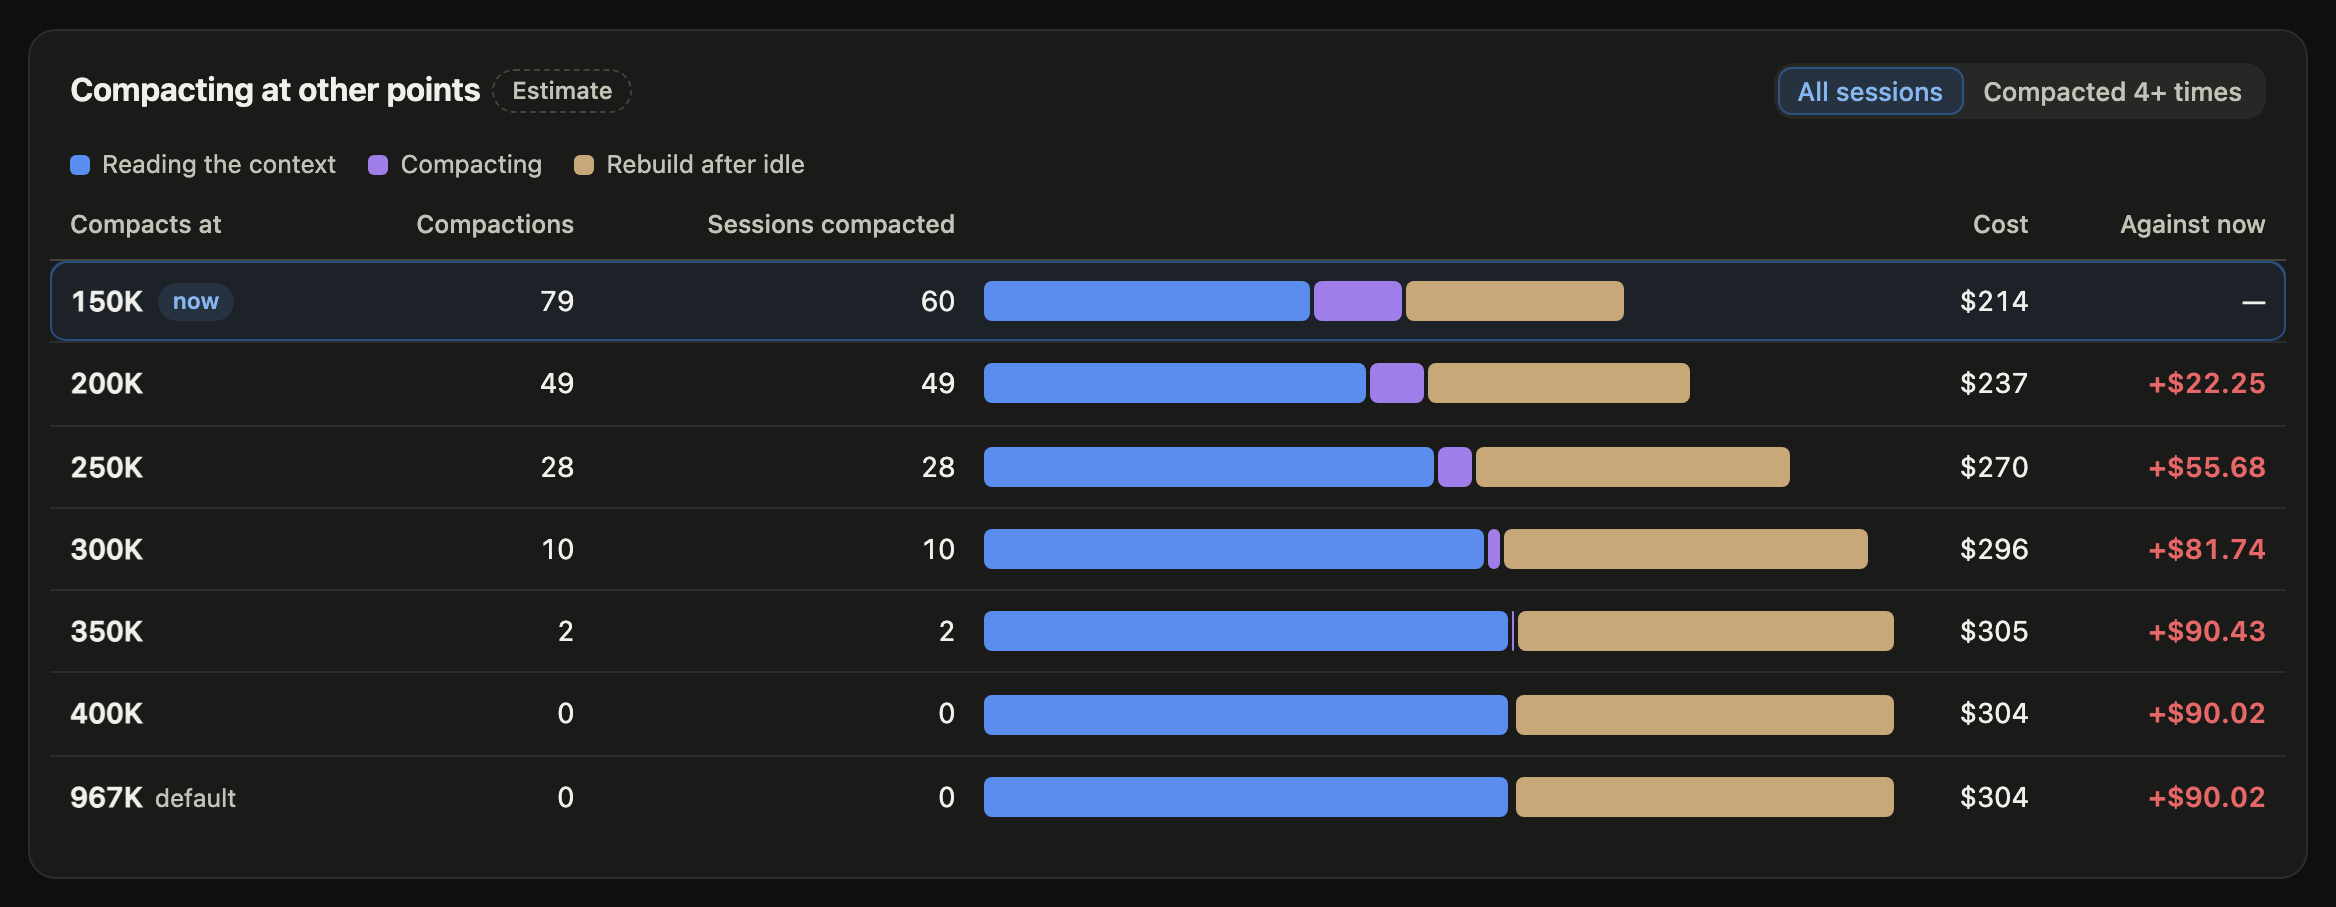 Compacting at other points Estimate All sessions Compacted 4+ times
Reading the context Compacting Rebuild after idle
Compacts at Compactions Sessions compacted Cost Against now
150K now 79 60 $214 —
200K 49 49 $237 +$22.25
250K 28 28 $270 +$55.68
300K 10 10 $296 +$81.74
350K 2 2 $305 +$90.43
400K 0 0 $304 +$90.02
967K default 0 0 $304 +$90.02